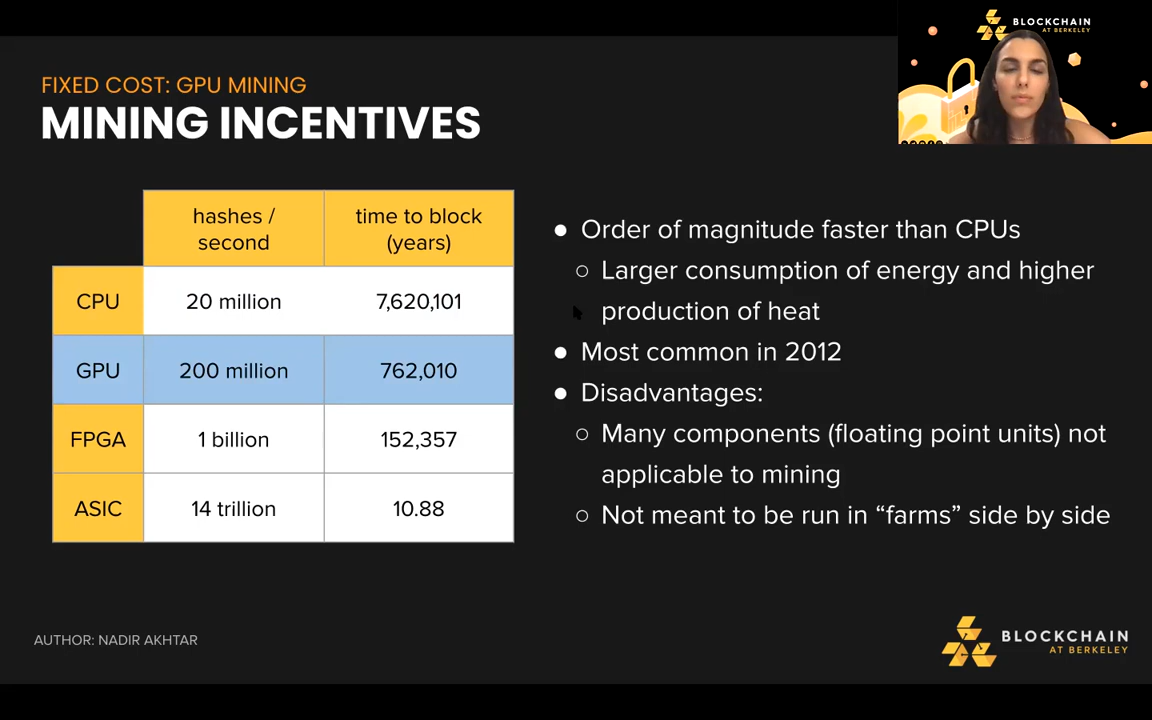 BLOCKCHAIN
AT BERKELEY
FIXED COST: GPU MINING
MINING INCENTIVES
hashes / second
time to block (years)
CPU 20 million 7,620,101
GPU 200 million 762,010
FPGA 1 billion 152,357
ASIC 14 trillion 10.88
● Order of magnitude faster than CPUs
○ Larger consumption of energy and higher
production of heat
● Most common in 2012
● Disadvantages:
○ Many components (floating point units) not
applicable to mining
○ Not meant to be run in “farms” side by side
AUTHOR: NADIR AKHTAR
BLOCKCHAIN
AT BERKELEY